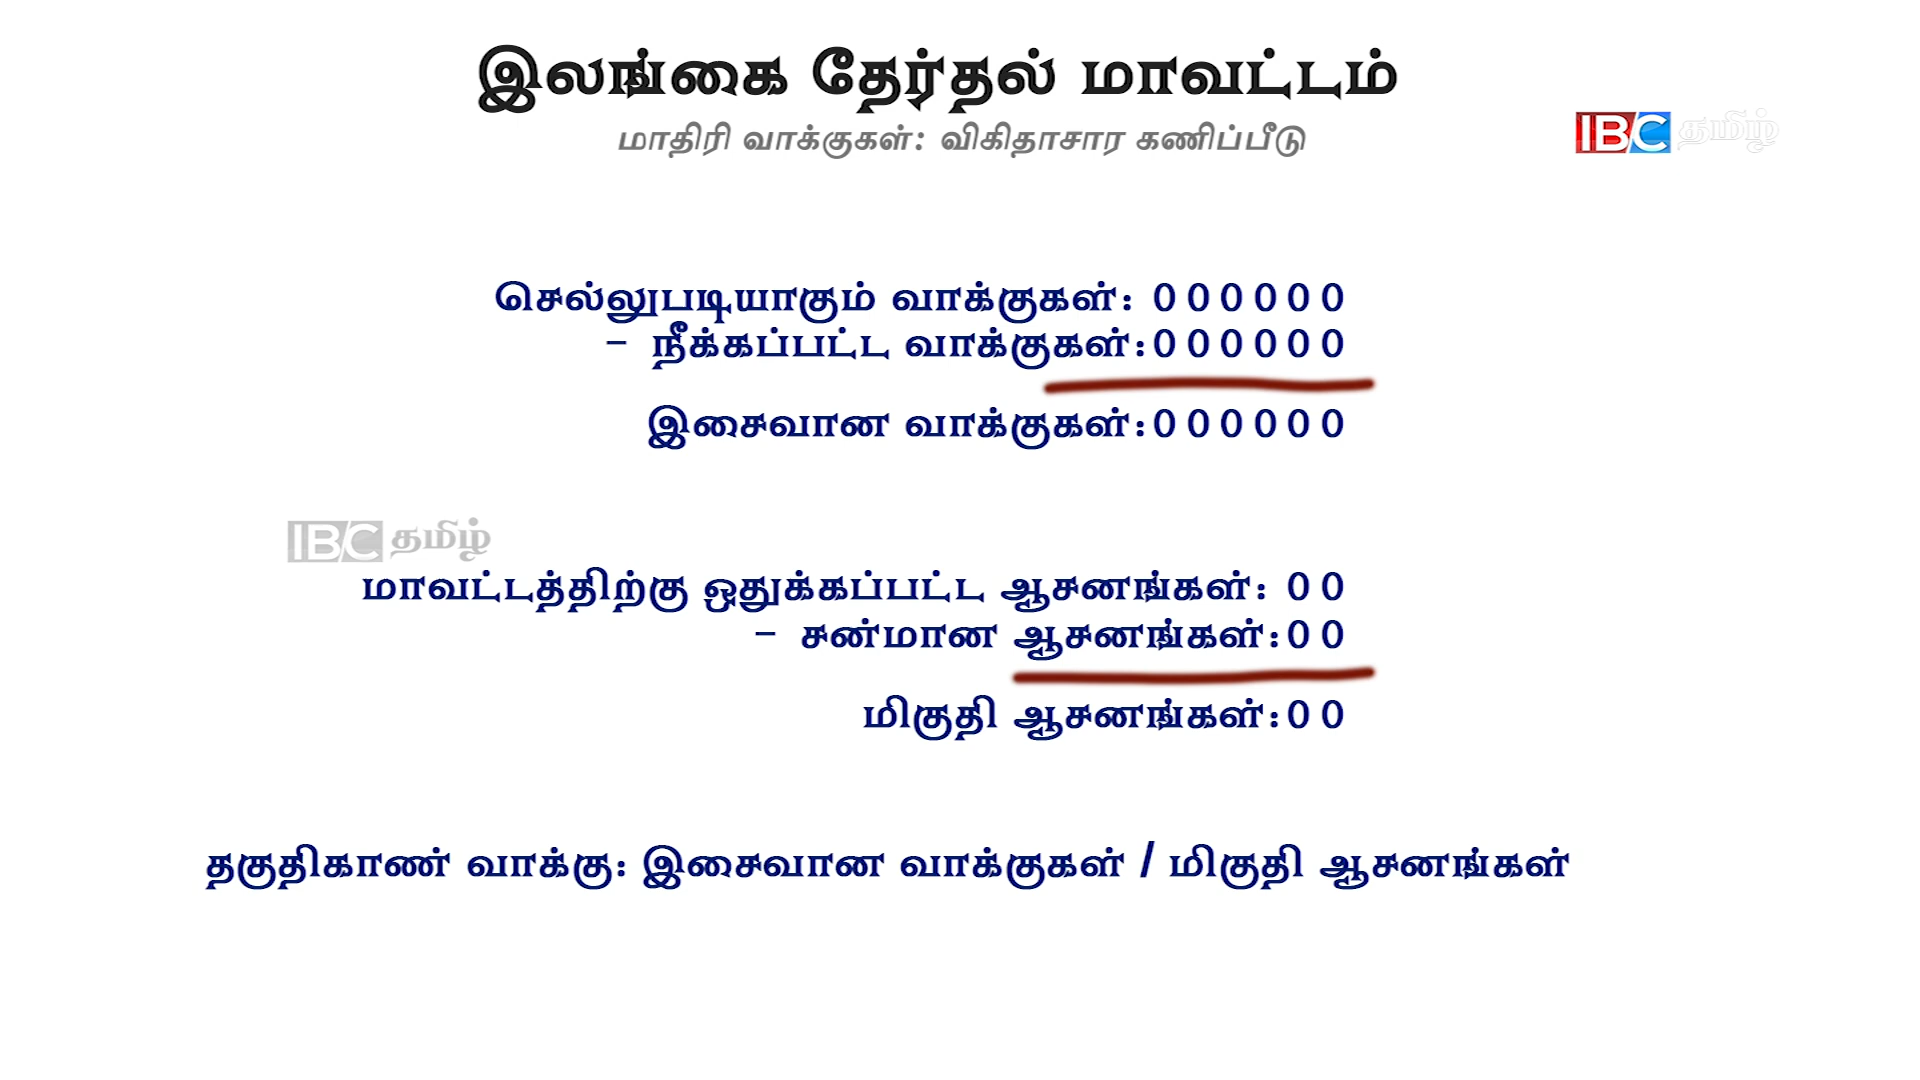 இலங்கை தேர்தல் மாவட்டம்
மாதிரி வாக்குகள்: விகிதாசார கணிப்பீடு
IBC தமிழ்
செல்லுபடியாகும் வாக்குகள்: 000000
- நீக்கப்பட்ட வாக்குகள்:000000
இசைவான வாக்குகள்:000000
IBC தமிழ்
மாவட்டத்திற்கு ஒதுக்கப்பட்ட ஆசனங்கள்: 00
- சன்மான ஆசனங்கள்:00
மிகுதி ஆசனங்கள்:00
தகுதிகாண் வாக்கு: இசைவான வாக்குகள் / மிகுதி ஆசனங்கள்